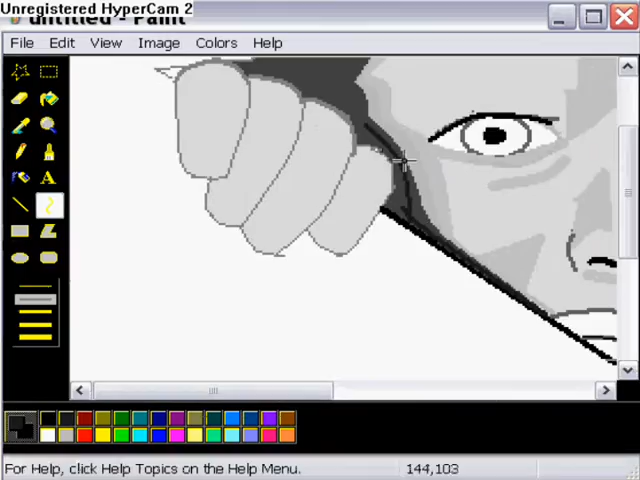 Unregistered HyperCam 2
untitled - Paint
File Edit View Image Colors Help
A
For Help, click Help Topics on the Help Menu. 144,103